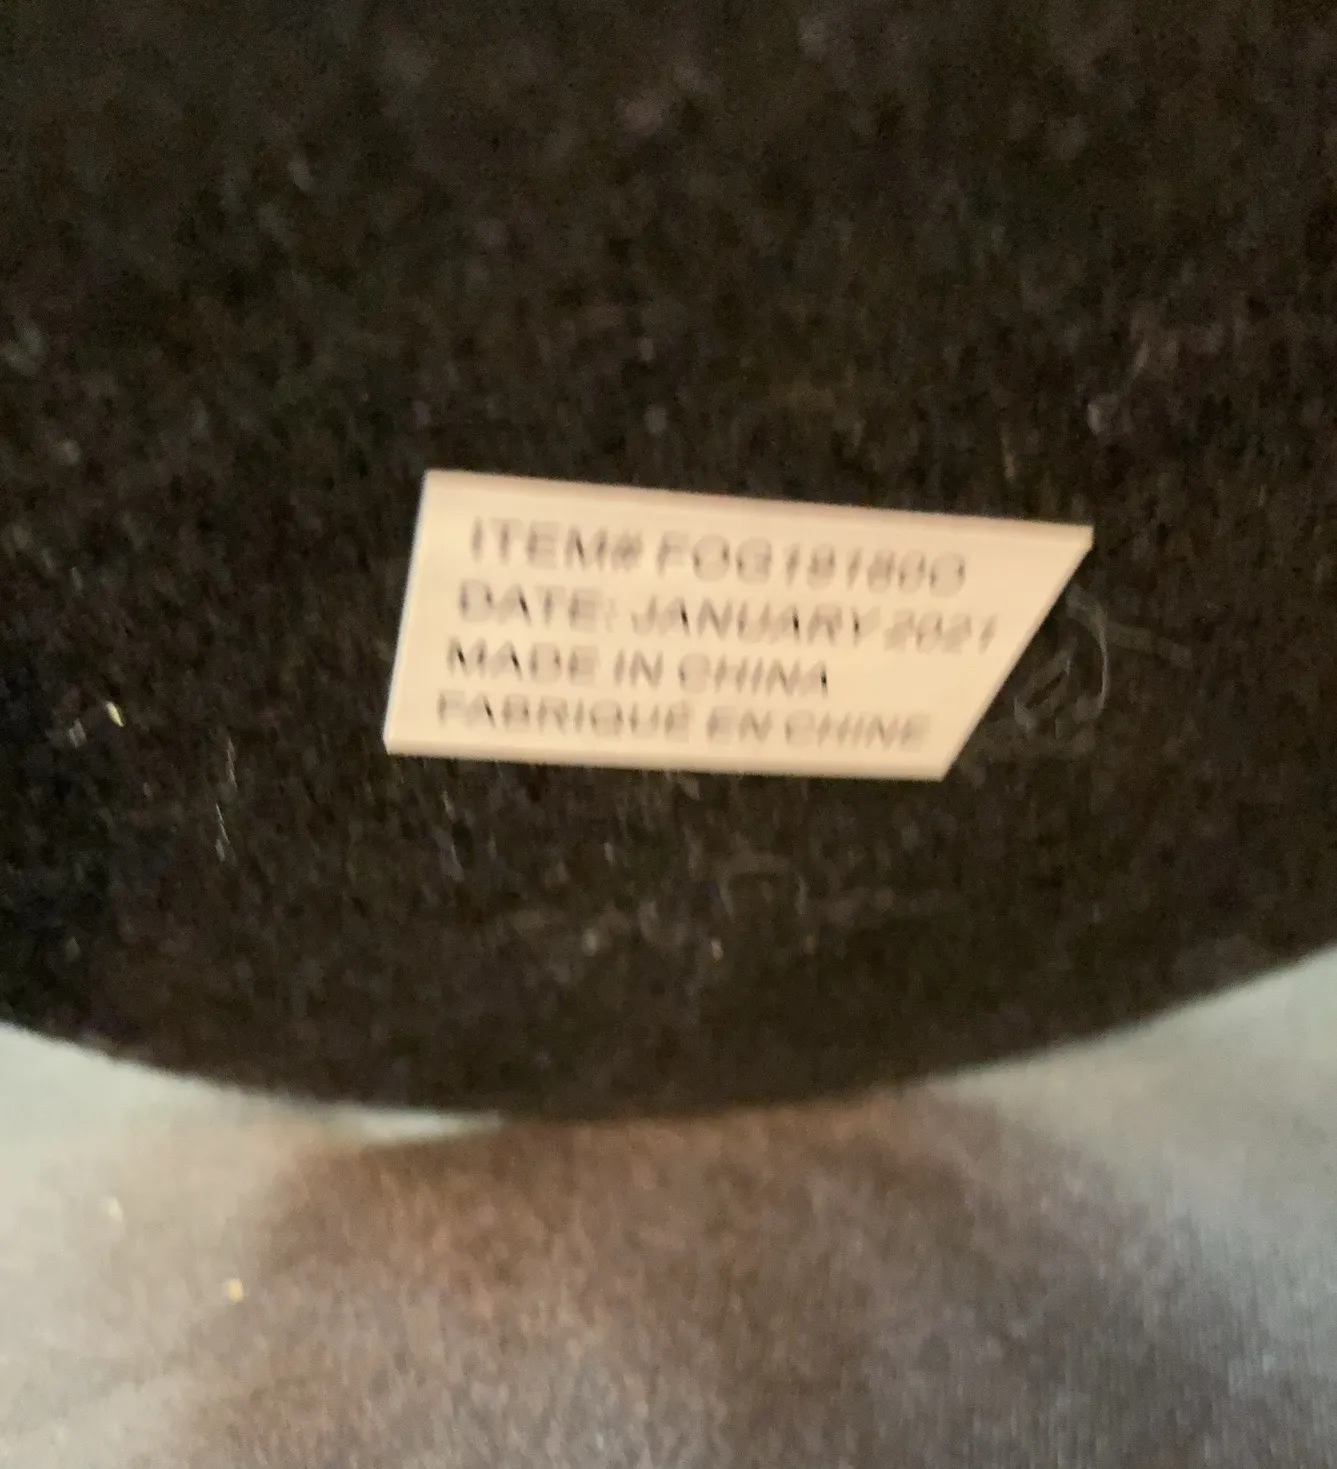 ITEM#
DATE: JANUARY 2021
MADE IN CHINA
FABRIQUÉ EN CHINE